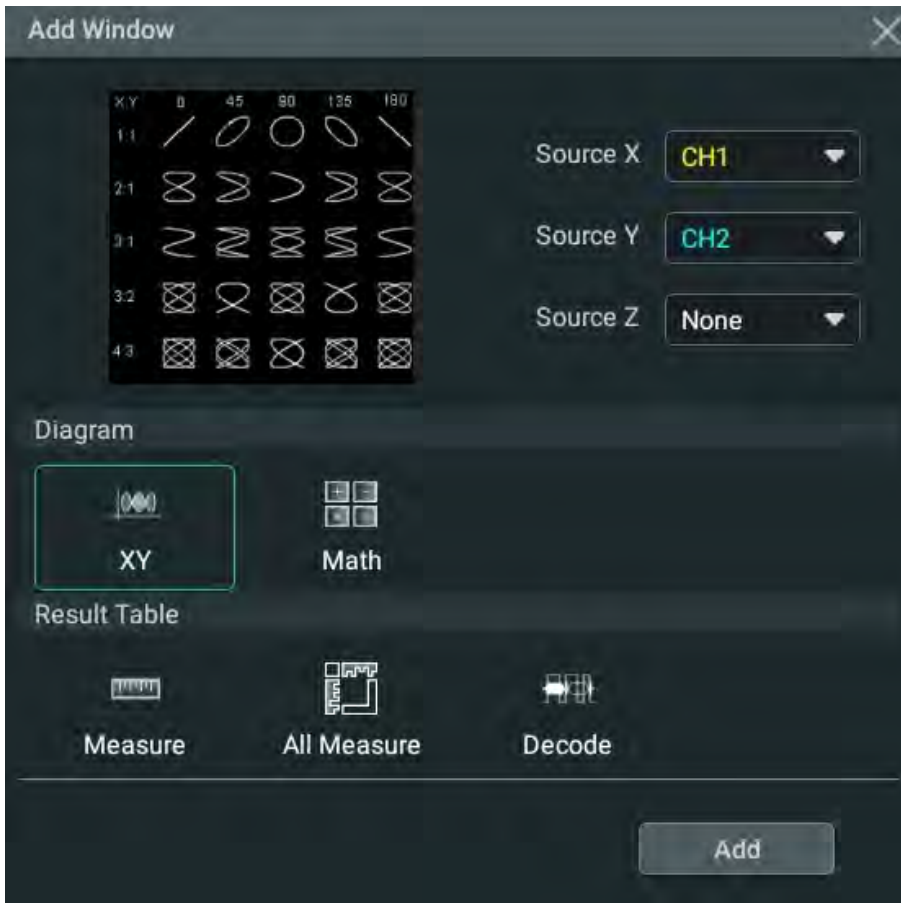 Add Window
X.Y 0 45 90 135 180
1:1
2:1
3:1
3:2
4:3
Source X CH1
Source Y CH2
Source Z None
Diagram
XY Math
Result Table
Measure All Measure Decode
Add